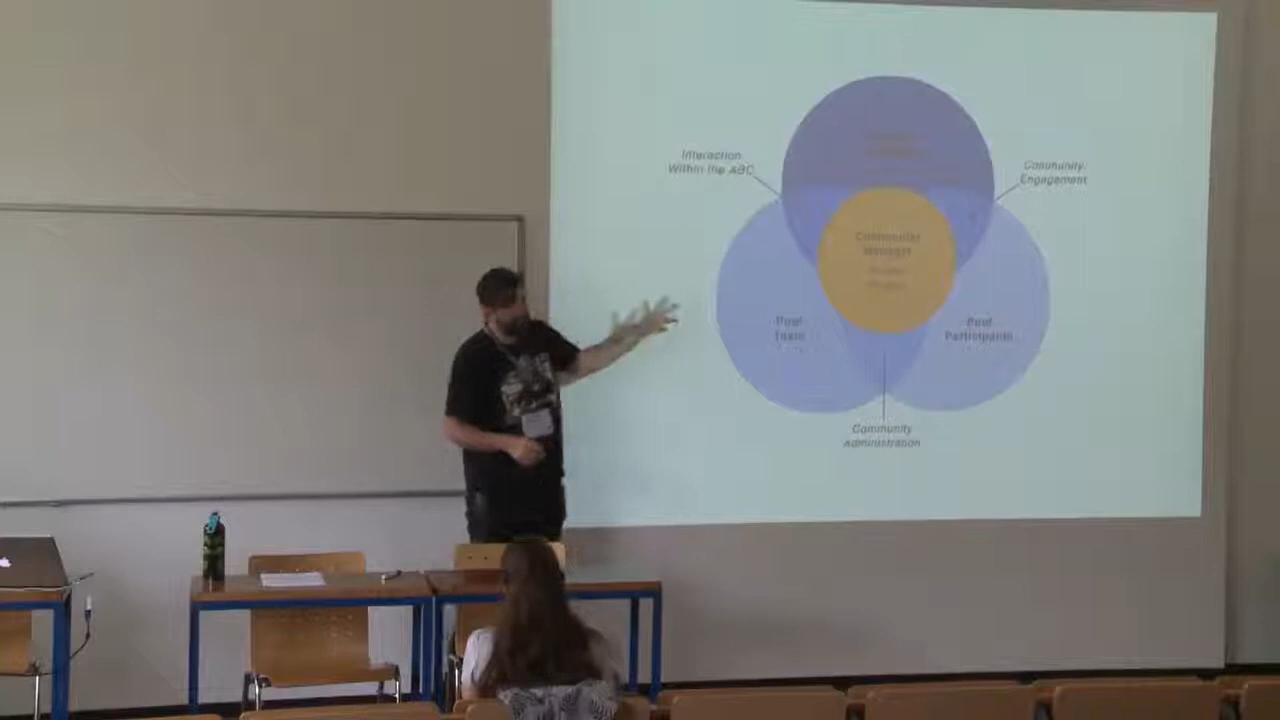 Interaction
Within the ABC
Community
Engagement
Community
Manager
Pool
Team
Pool
Participants
Community
Administration